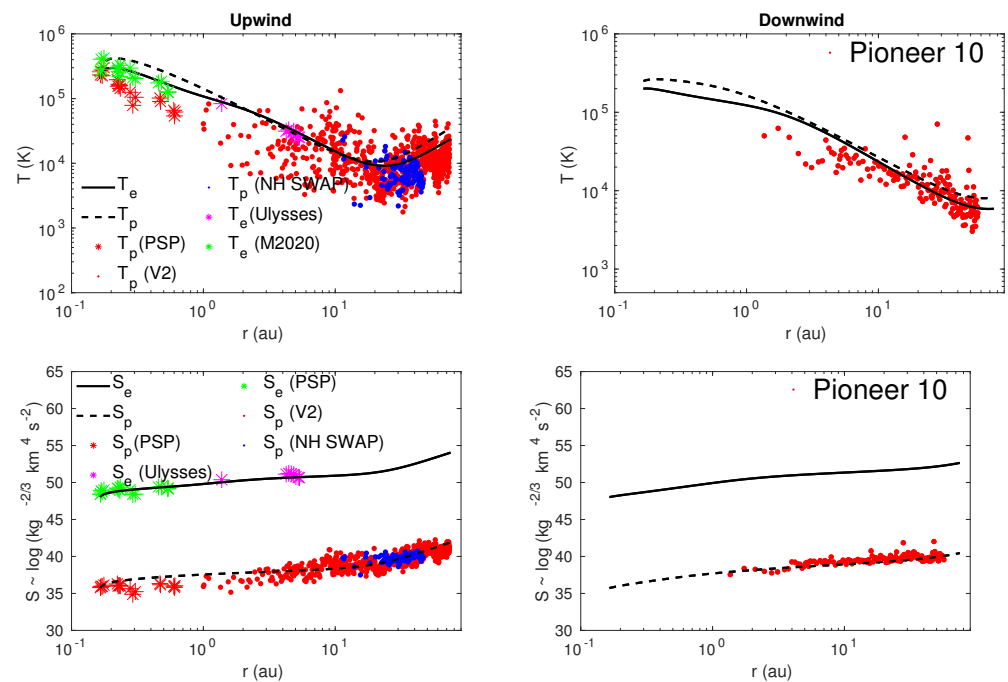 Upwind
10^6
10^5
10^4
10^3
10^2
T (K)
T_e
T_p
T_p(PSP)
T_p (V2)
T_p (NH SWAP)
T_e(Ulysses)
T_e (M2020)
10^-1
10^0
10^1
r (au)
Downwind
Pioneer 10
10^6
10^5
10^4
10^3
T (K)
10^-1
10^0
10^1
r (au)
65
60
55
50
45
40
35
30
S ~ log (kg^-2/3 km^4 s^-2)
S_e
S_p
S_p(PSP)
S_e (Ulysses)
S_e (PSP)
S_p (V2)
S_p (NH SWAP)
10^-1
10^0
10^1
r (au)
Pioneer 10
65
60
55
50
45
40
35
30
S ~ log (kg^-2/3 km^4 s^-2)
10^-1
10^0
10^1
r (au)